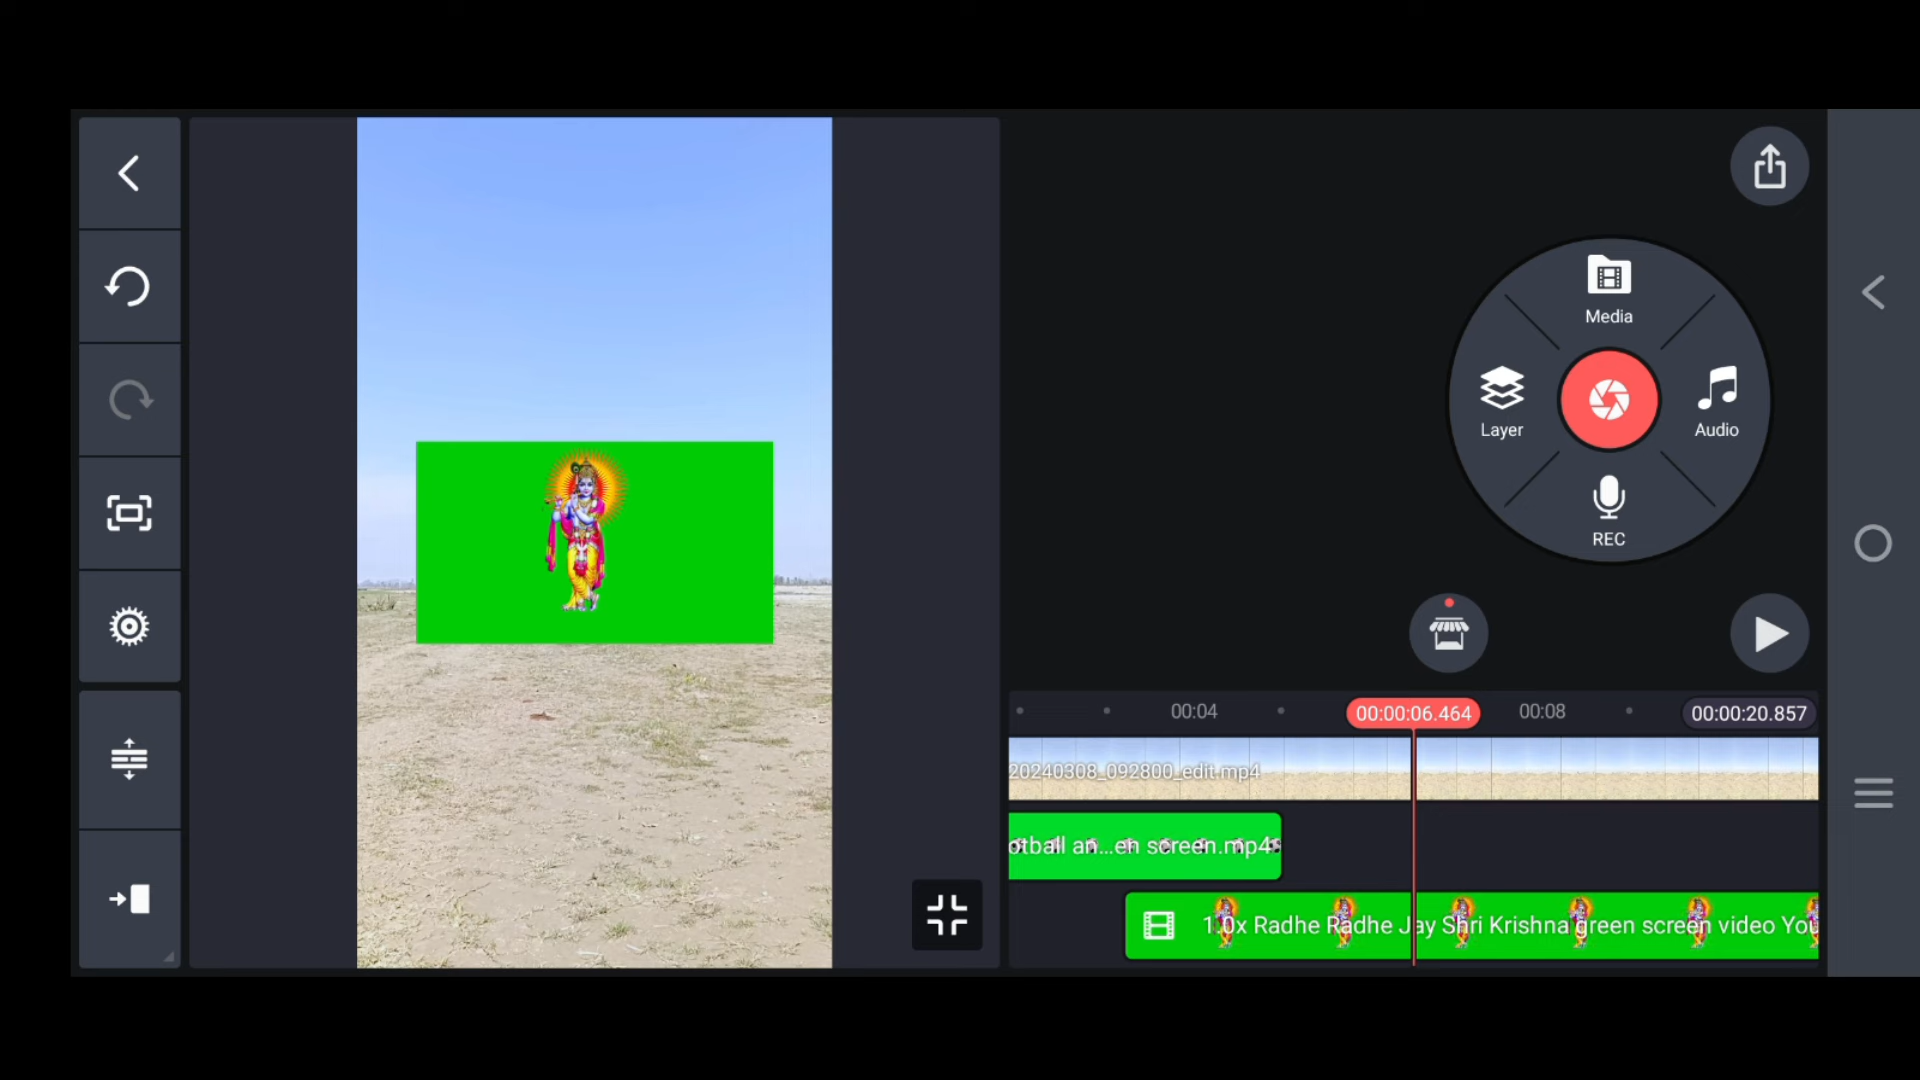 Media
Layer
Audio
REC
00:04
00:00:06.464
00:08
00:00:20.857
20240308_092800_edit.mp4
otball an...en screen.mp4
1.0x Radhe Radhe Jay Shri Krishna green screen video You